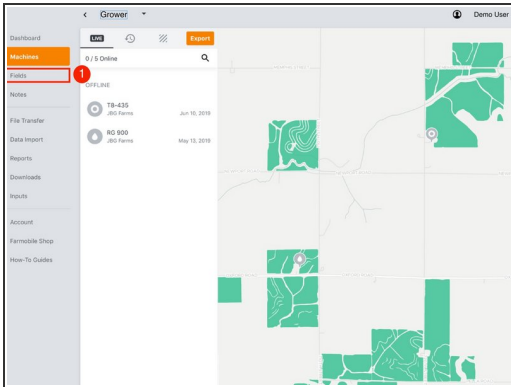 Grower
Demo User
Dashboard
Machines
Fields
Notes
File Transfer
Data Import
Reports
Downloads
Inputs
Account
Farmobile Shop
How-To Guides
1
LIVE
Export
0 / 5 Online
OFFLINE
T8-435
JBG Farms
Jun 10, 2019
RG 900
JBG Farms
May 13, 2019